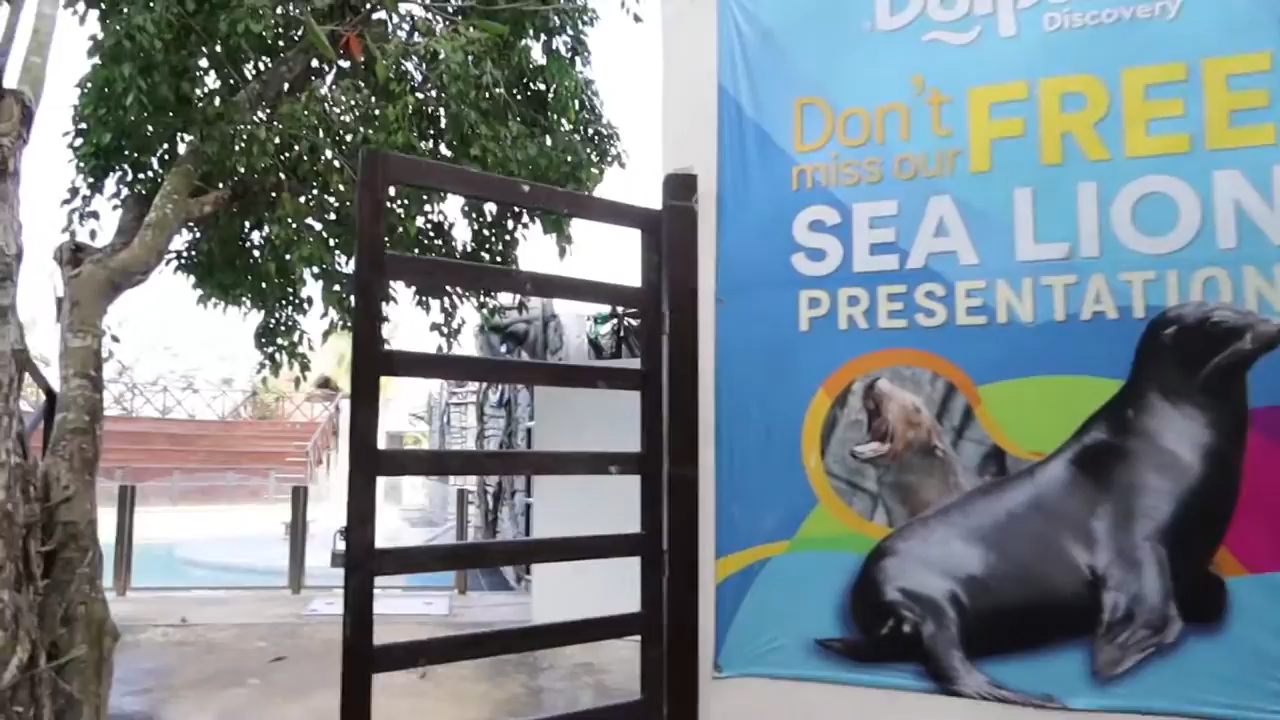 Discovery
Don't
miss our
FREE
SEA LION
PRESENTATION